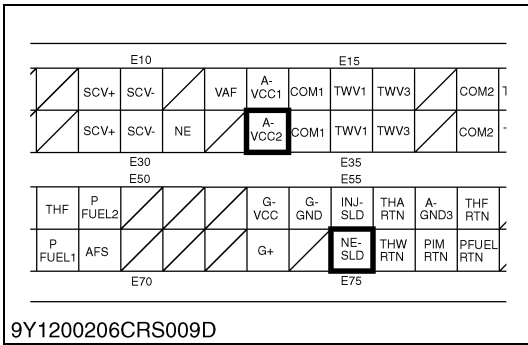 E10 E15
SCV+ SCV- VAF A-VCC1 COM1 TWV1 TWV3 COM2
SCV+ SCV- NE A-VCC2 COM1 TWV1 TWV3 COM2
E30 E35
E50 E55
THF P FUEL2 G-VCC G-GND INJ-SLD THA RTN A-GND3 THF RTN
P FUEL1 AFS G+ NE-SLD THW RTN PIM RTN PFUEL RTN
E70 E75
9Y1200206CRS009D